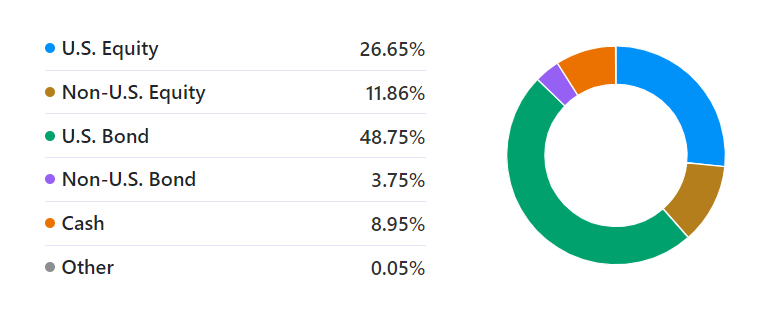 U.S. Equity 26.65%
Non-U.S. Equity 11.86%
U.S. Bond 48.75%
Non-U.S. Bond 3.75%
Cash 8.95%
Other 0.05%